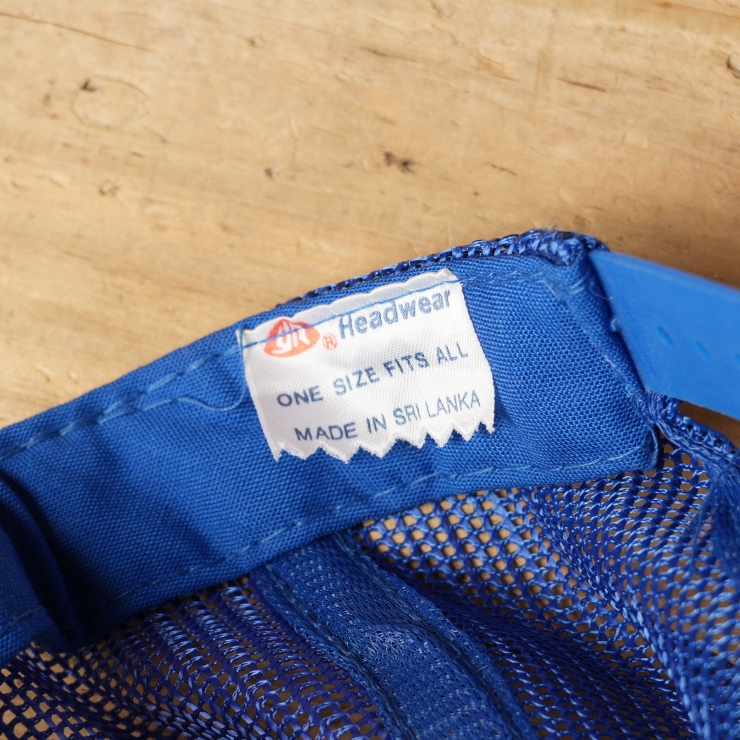 Headwear
ONE SIZE FITS ALL
MADE IN SRI LANKA